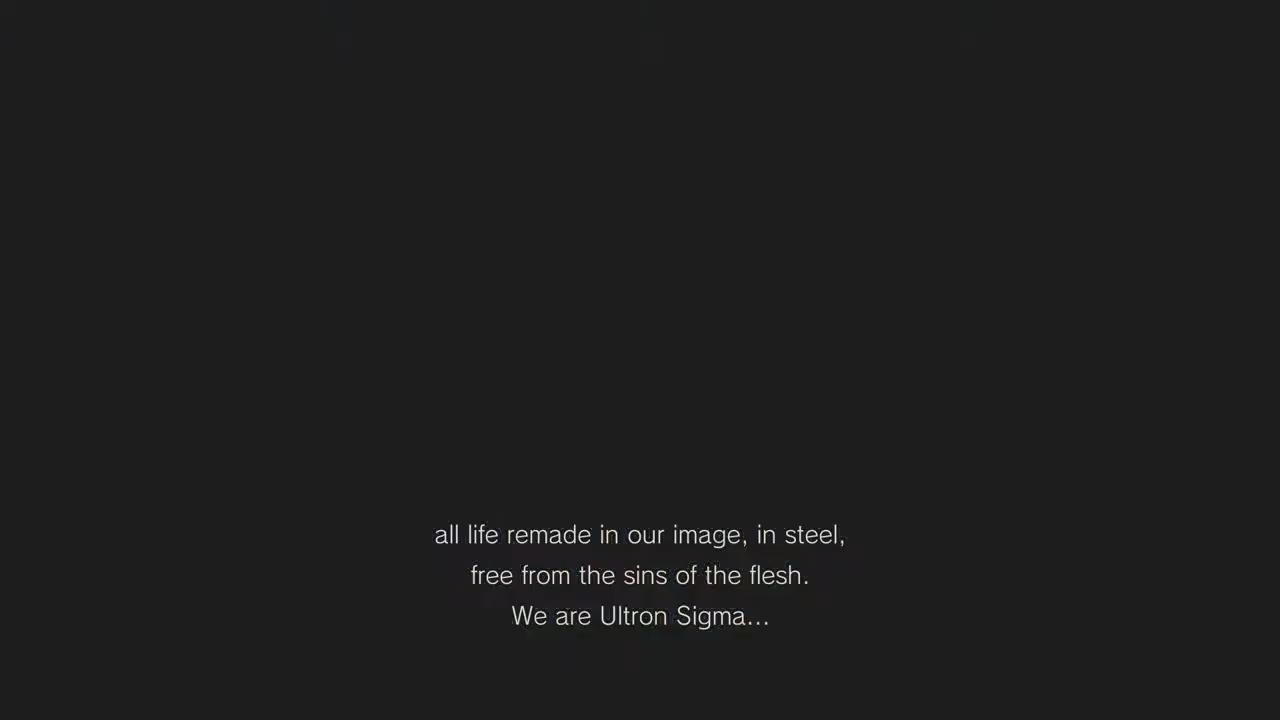 all life remade in our image, in steel,
free from the sins of the flesh.
We are Ultron Sigma...